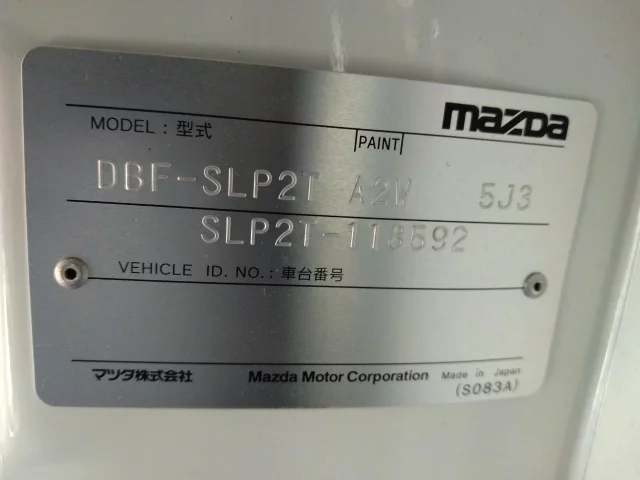 mazda
MODEL : 型式
PAINT
DBF-SLP2T A2W 5J3
SLP2T-118592
VEHICLE ID. NO.: 車台番号
マツダ株式会社 Mazda Motor Corporation Made in Japan
(S083A)